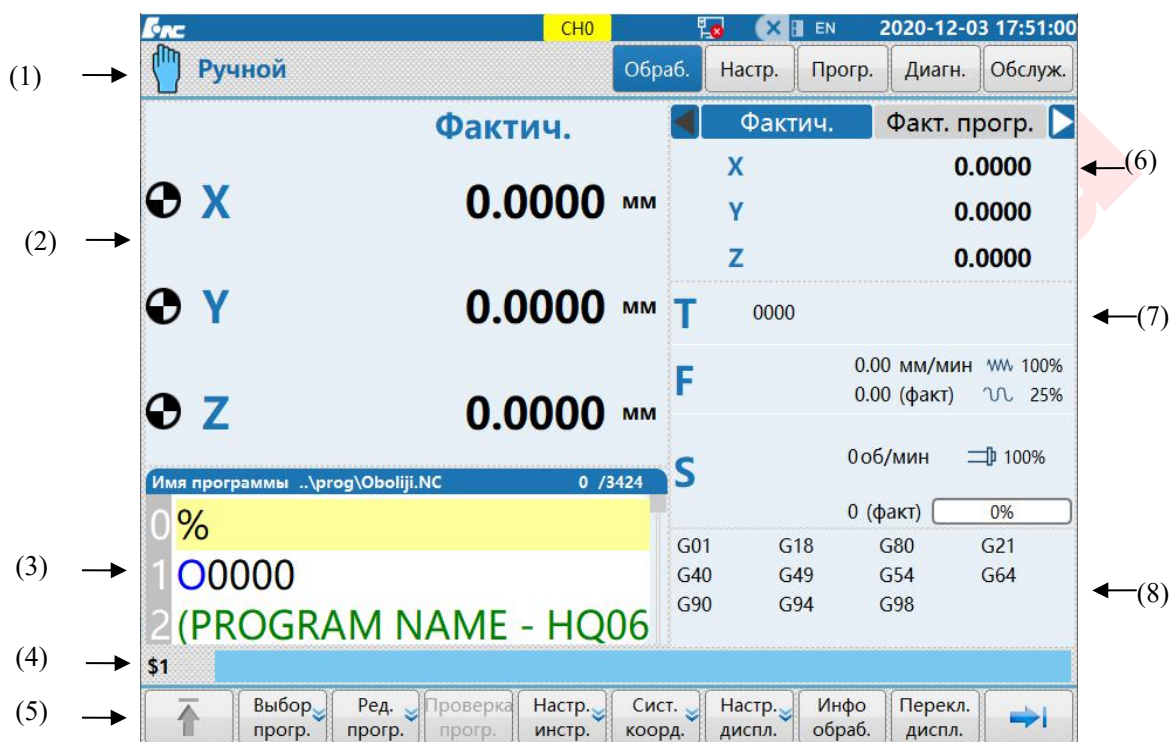 HNC CH0 EN 2020-12-03 17:51:00
(1) Ручной Обраб. Настр. Прогр. Диагн. Обслуж.
Фактич.
X 0.0000 мм
Y 0.0000 мм
Z 0.0000 мм
(2)
Фактич. Факт. прогр.
X 0.0000 (6)
Y 0.0000
Z 0.0000
T 0000 (7)
F 0.00 мм/мин 100%
0.00 (факт) 25%
S 0 об/мин 100%
0 (факт) 0%
G01 G18 G80 G21
G40 G49 G54 G64
G90 G94 G98
(8)
Имя программы ..\prog\Oboliji.NC 0 /3424
0 %
(3) 1 O0000
2 (PROGRAM NAME - HQ06
(4) $1
(5) Выбор прогр. Ред. прогр. Проверка прогр. Настр. инстр. Сист. коорд. Настр. диспл. Инфо обраб. Перекл. диспл.